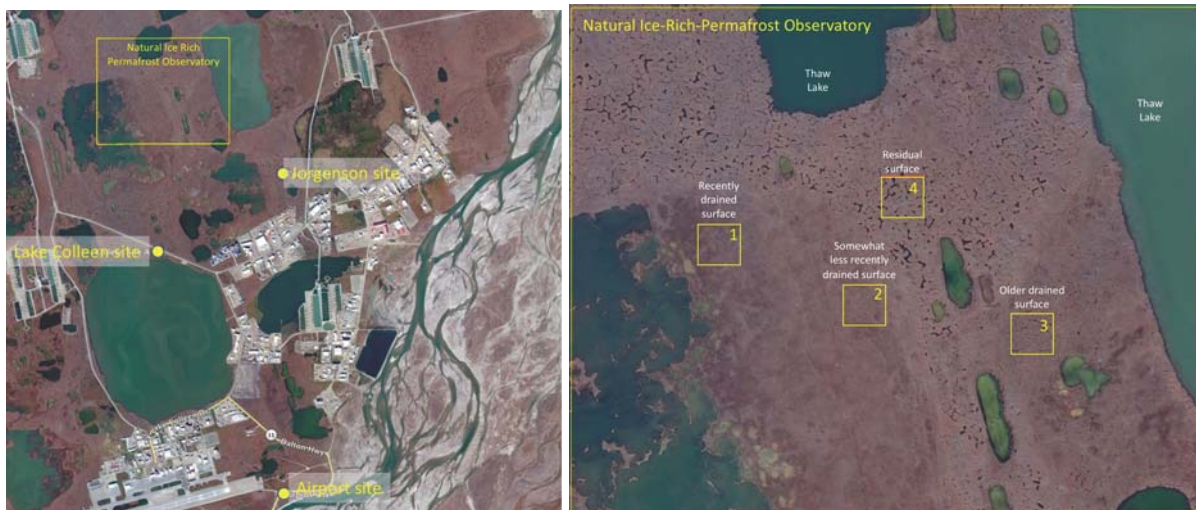 Natural Ice Rich
Permafrost Observatory
Jorgenson site
Lake Colleen site
11
Dalton Hwy
Airport site
Natural Ice-Rich-Permafrost Observatory
Thaw
Lake
Thaw
Lake
Residual
surface
4
Recently
drained
surface
1
Somewhat
less recently
drained surface
2
Older drained
surface
3